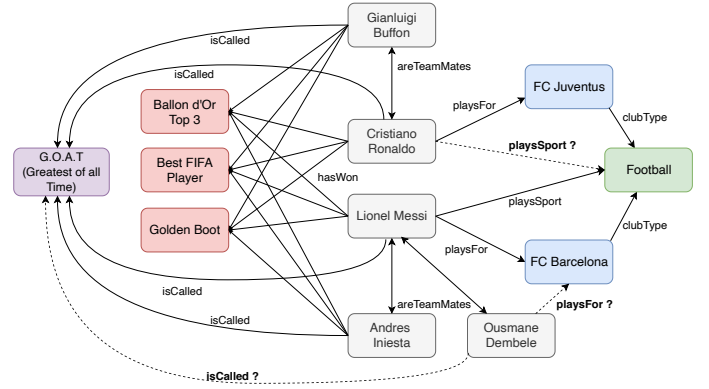 Gianluigi
Buffon
isCalled
areTeamMates
isCalled
FC Juventus
Ballon d'Or
Top 3
playsFor
clubType
Cristiano
Ronaldo
playsSport ?
G.O.A.T
(Greatest of all
Time)
Best FIFA
Player
Football
hasWon
playsSport
Golden Boot
Lionel Messi
clubType
playsFor
FC Barcelona
isCalled
areTeamMates
playsFor ?
isCalled
Andres
Iniesta
Ousmane
Dembele
isCalled ?